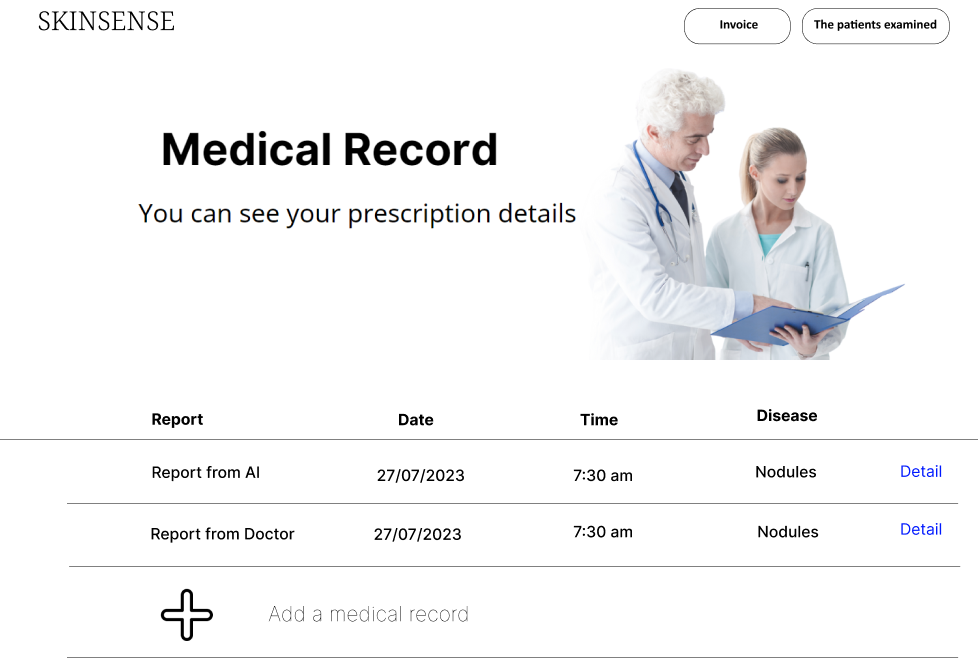 SKINSENSE
Invoice
The patients examined
Medical Record
You can see your prescription details
Report Date Time Disease
Report from AI 27/07/2023 7:30 am Nodules Detail
Report from Doctor 27/07/2023 7:30 am Nodules Detail
Add a medical record